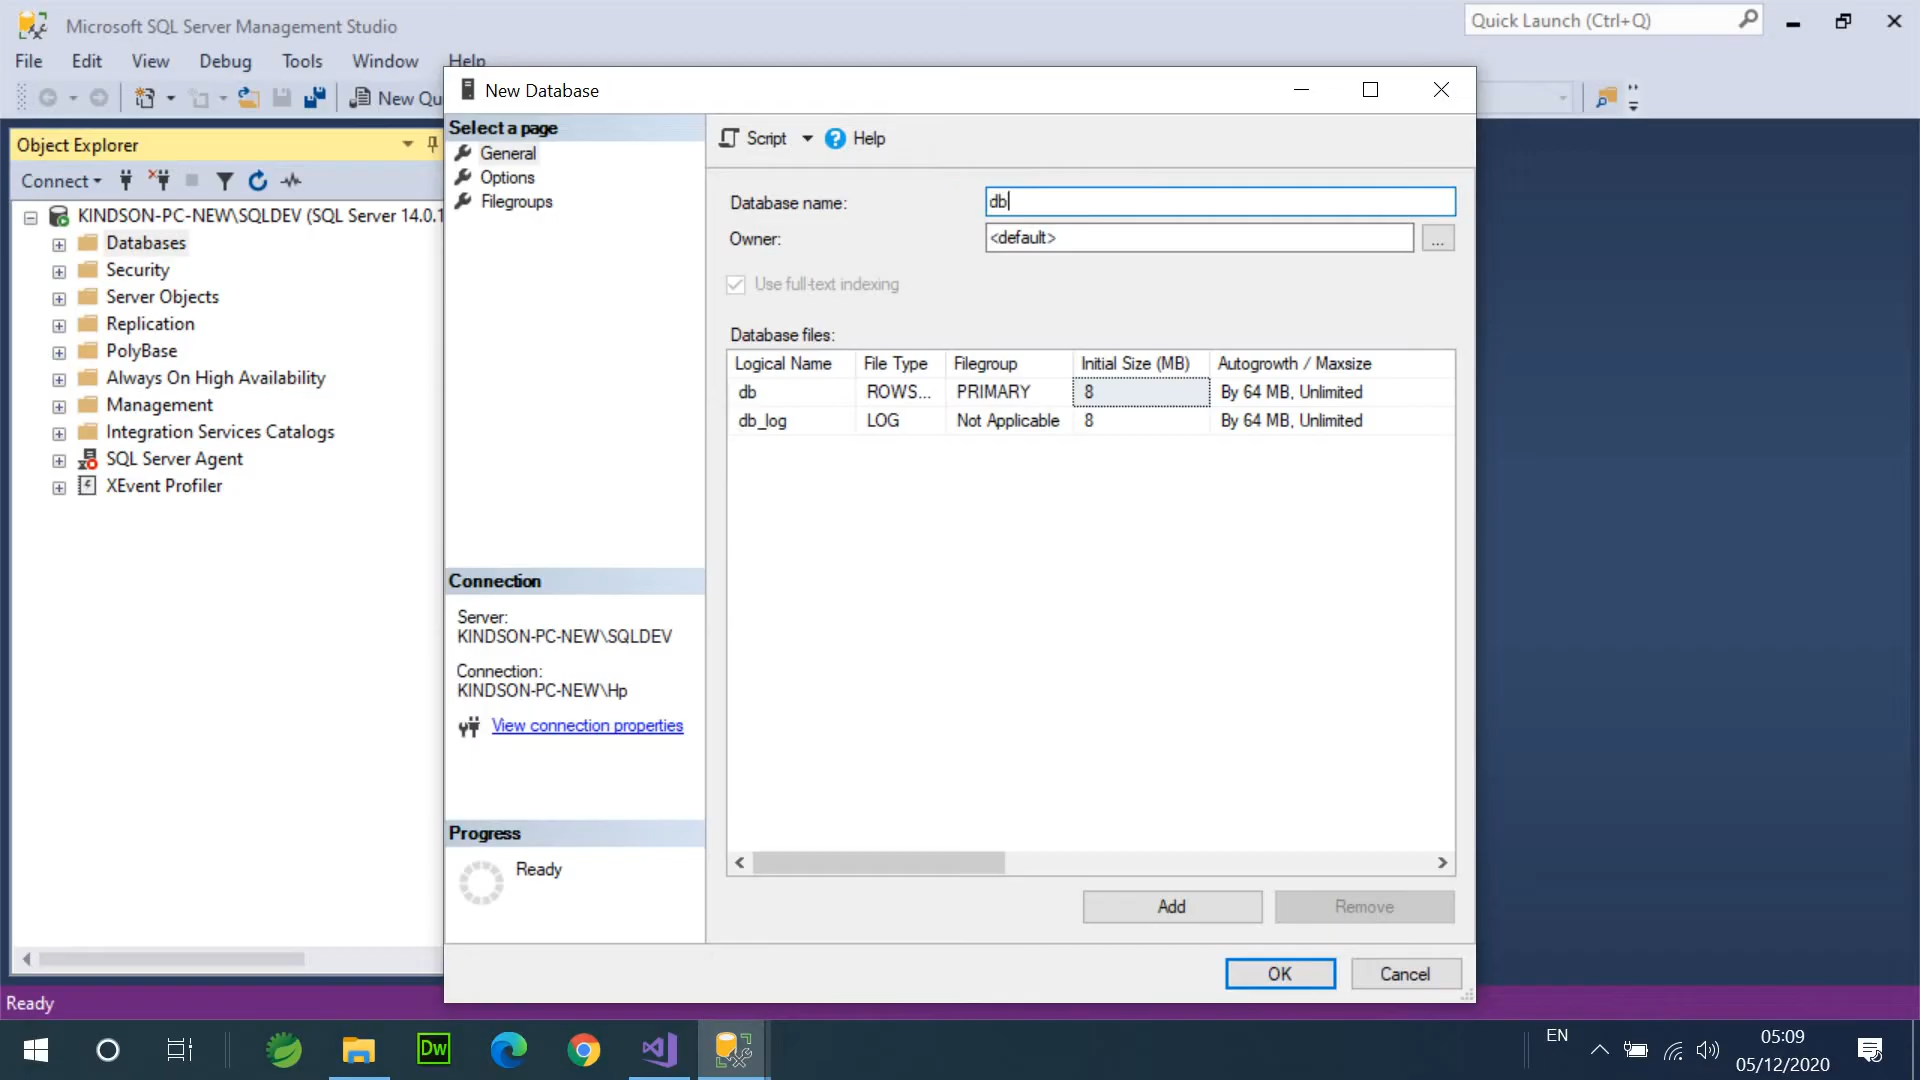 Microsoft SQL Server Management Studio
Quick Launch (Ctrl+Q)
File Edit View Debug Tools Window Help
New Qu
New Database
Object Explorer
Connect
KINDSON-PC-NEW\SQLDEV (SQL Server 14.0.1
Databases
Security
Server Objects
Replication
PolyBase
Always On High Availability
Management
Integration Services Catalogs
SQL Server Agent
XEvent Profiler
Select a page
General
Options
Filegroups
Connection
Server:
KINDSON-PC-NEW\SQLDEV
Connection:
KINDSON-PC-NEW\Hp
View connection properties
Progress
Ready
Script Help
Database name: db
Owner: <default> ...
Use full-text indexing
Database files:
Logical Name File Type Filegroup Initial Size (MB) Autogrowth / Maxsize
db ROWS... PRIMARY 8 By 64 MB, Unlimited
db_log LOG Not Applicable 8 By 64 MB, Unlimited
Add Remove
OK Cancel
Ready
Dw
EN
05:09
05/12/2020